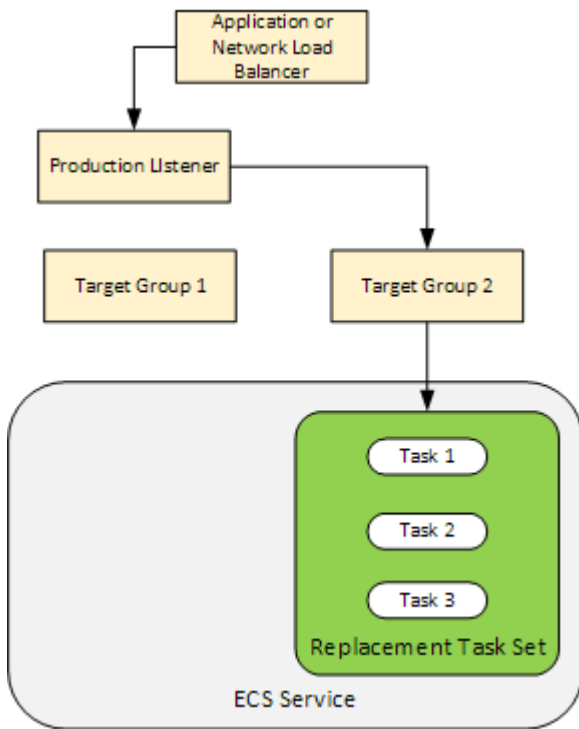 Application or
Network Load
Balancer
Production Listener
Target Group 1
Target Group 2
Task 1
Task 2
Task 3
Replacement Task Set
ECS Service